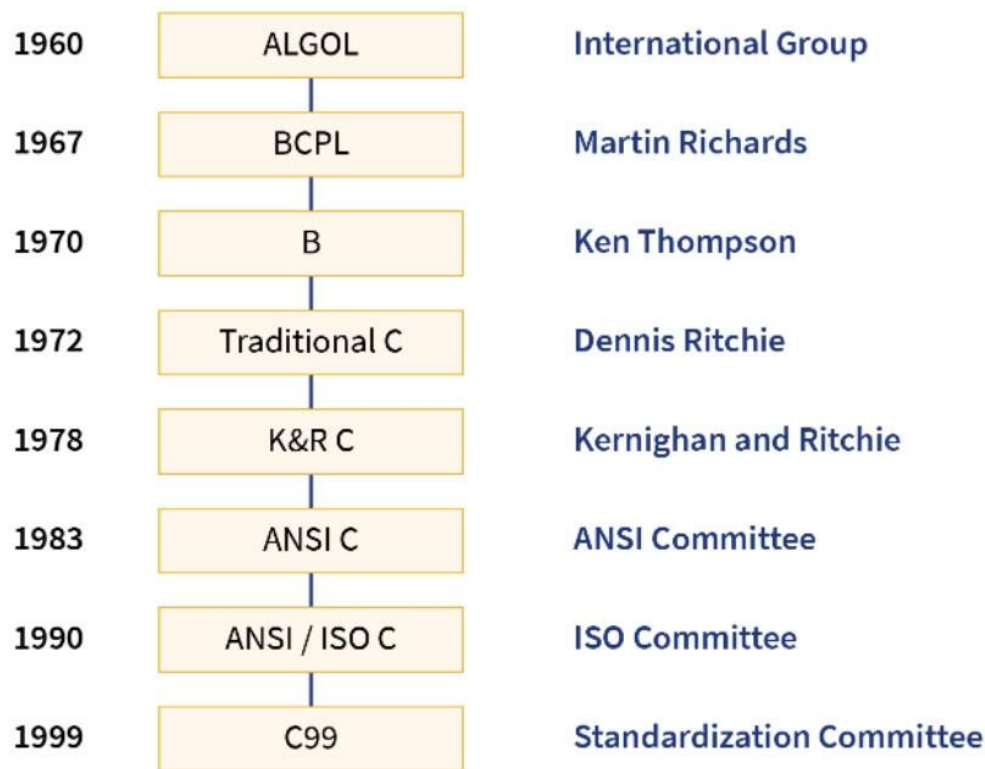 1960 ALGOL International Group
1967 BCPL Martin Richards
1970 B Ken Thompson
1972 Traditional C Dennis Ritchie
1978 K&R C Kernighan and Ritchie
1983 ANSI C ANSI Committee
1990 ANSI / ISO C ISO Committee
1999 C99 Standardization Committee